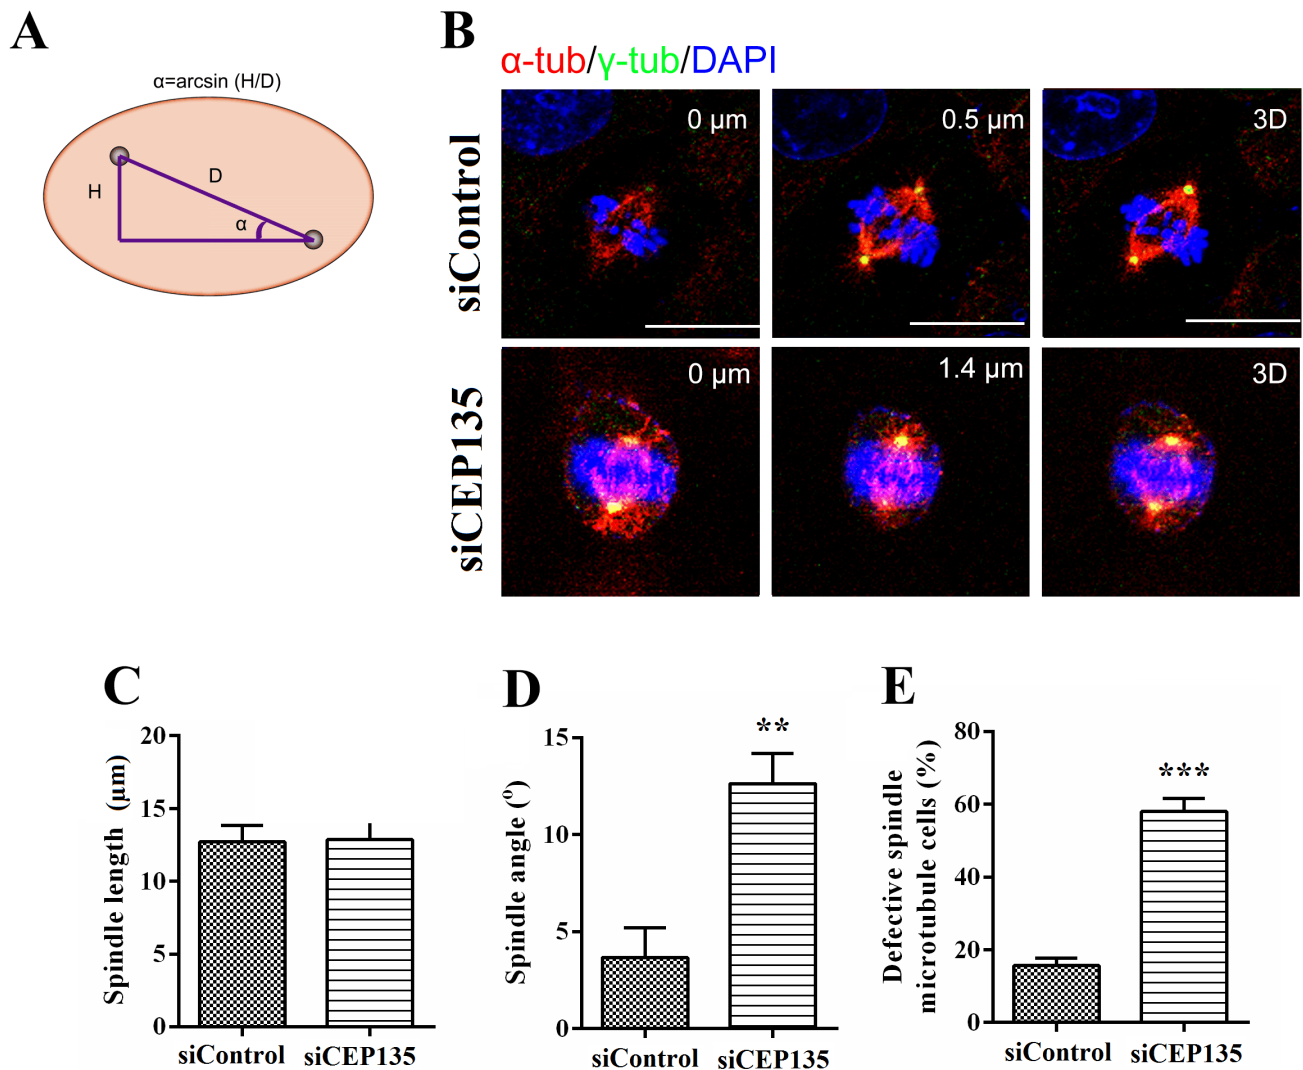 A
α=arcsin (H/D)
H
D
α
B
α-tub/γ-tub/DAPI
siControl
0 µm
0.5 µm
3D
siCEP135
0 µm
1.4 µm
3D
C
Spindle length (µm)
20
15
10
5
0
siControl
siCEP135
D
Spindle angle (º)
15
10
5
0
**
siControl
siCEP135
E
Defective spindle
microtubule cells (%)
80
60
40
20
0
***
siControl
siCEP135